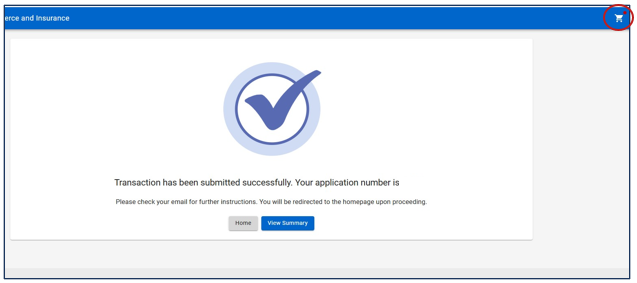 erce and Insurance
Transaction has been submitted successfully. Your application number is
Please check your email for further instructions. You will be redirected to the homepage upon proceeding.
Home
View Summary